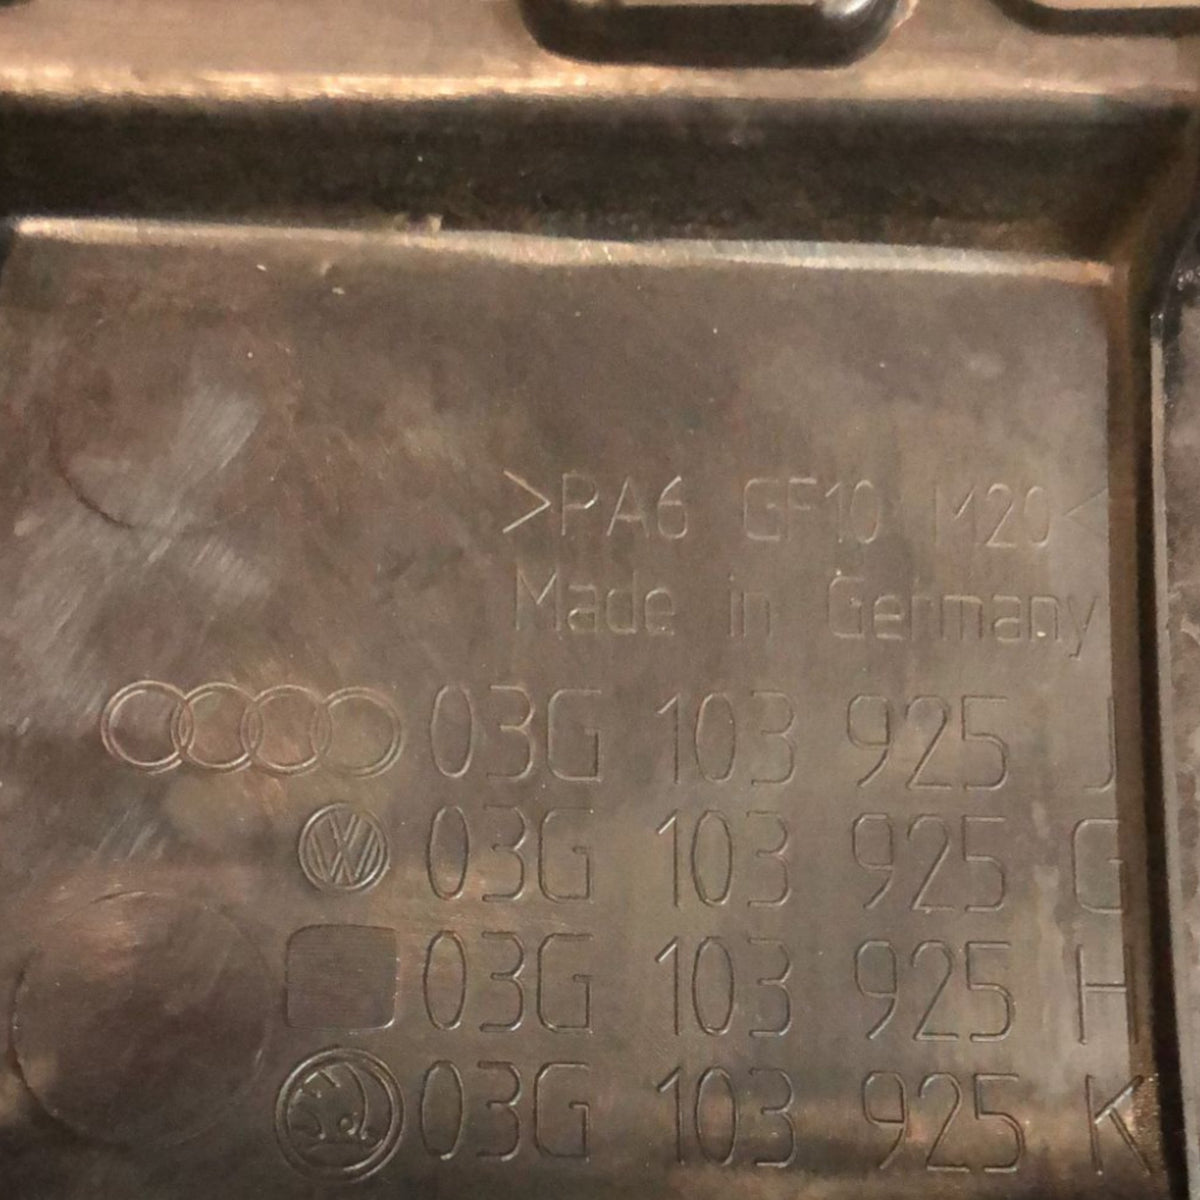 >PA6 GF10 M20<
Made in Germany
03G 103 925 J
03G 103 925 G
03G 103 925 H
03G 103 925 K